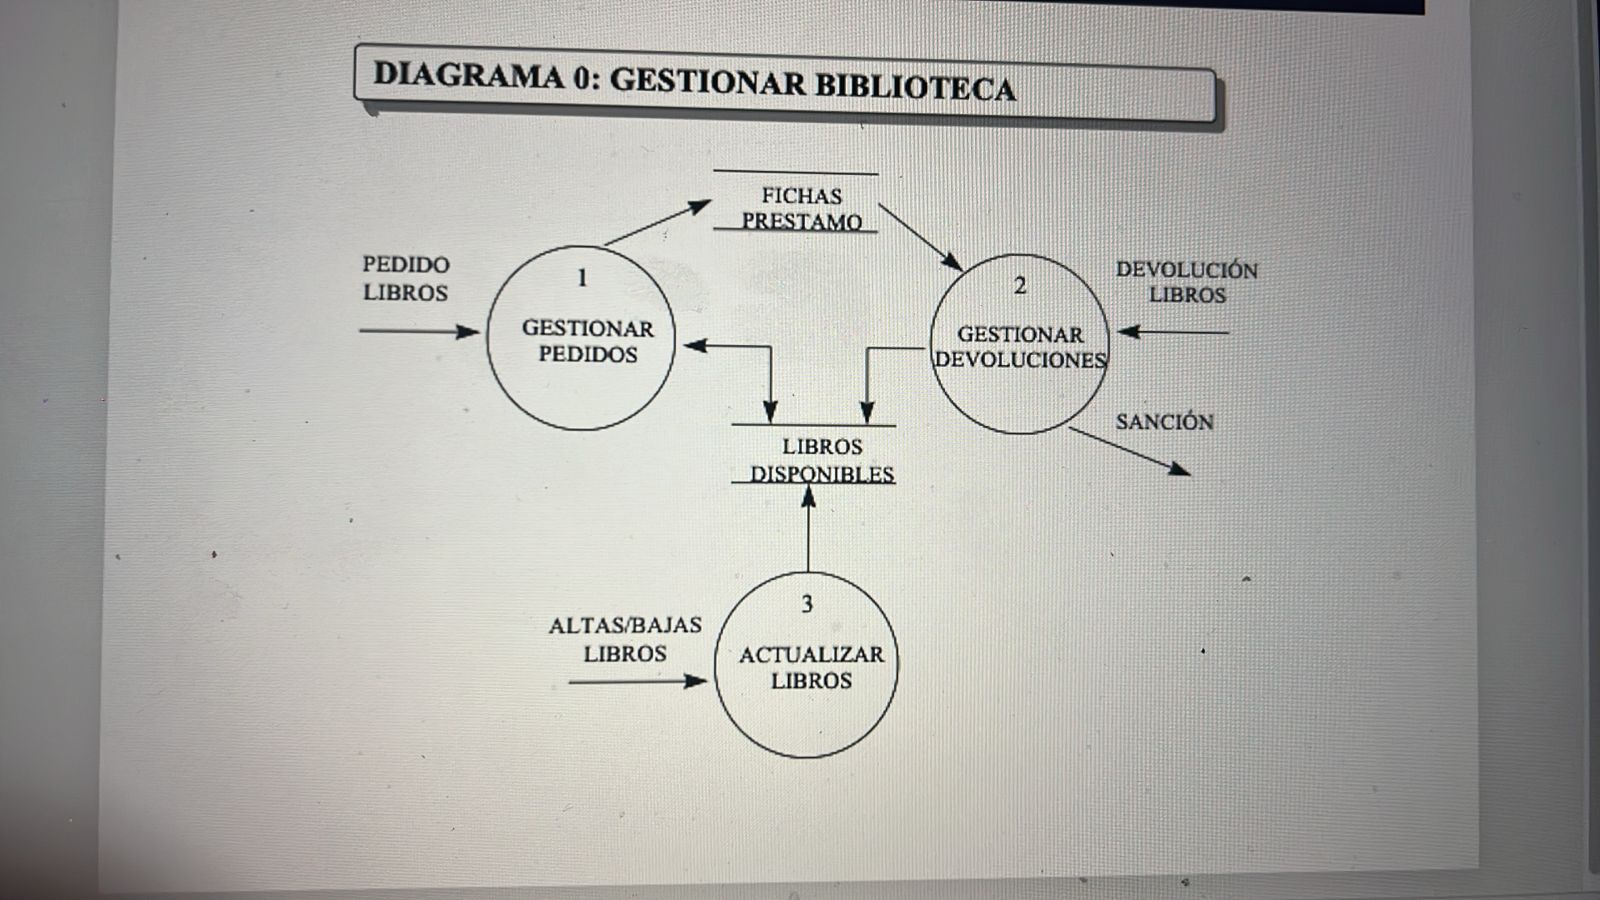 DIAGRAMA 0: GESTIONAR BIBLIOTECA
FICHAS
PRESTAMO
PEDIDO
LIBROS
1
GESTIONAR
PEDIDOS
2
GESTIONAR
DEVOLUCIONES
DEVOLUCIÓN
LIBROS
SANCIÓN
LIBROS
DISPONIBLES
ALTAS/BAJAS
LIBROS
3
ACTUALIZAR
LIBROS